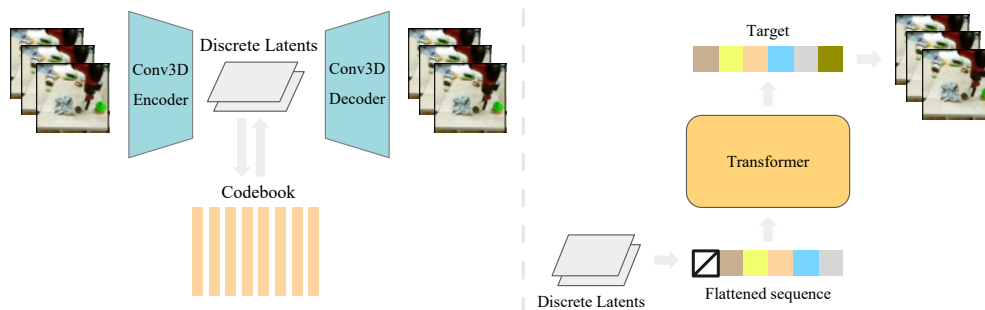 Discrete Latents
Conv3D
Encoder
Conv3D
Decoder
Codebook
Target
Transformer
Discrete Latents
Flattened sequence